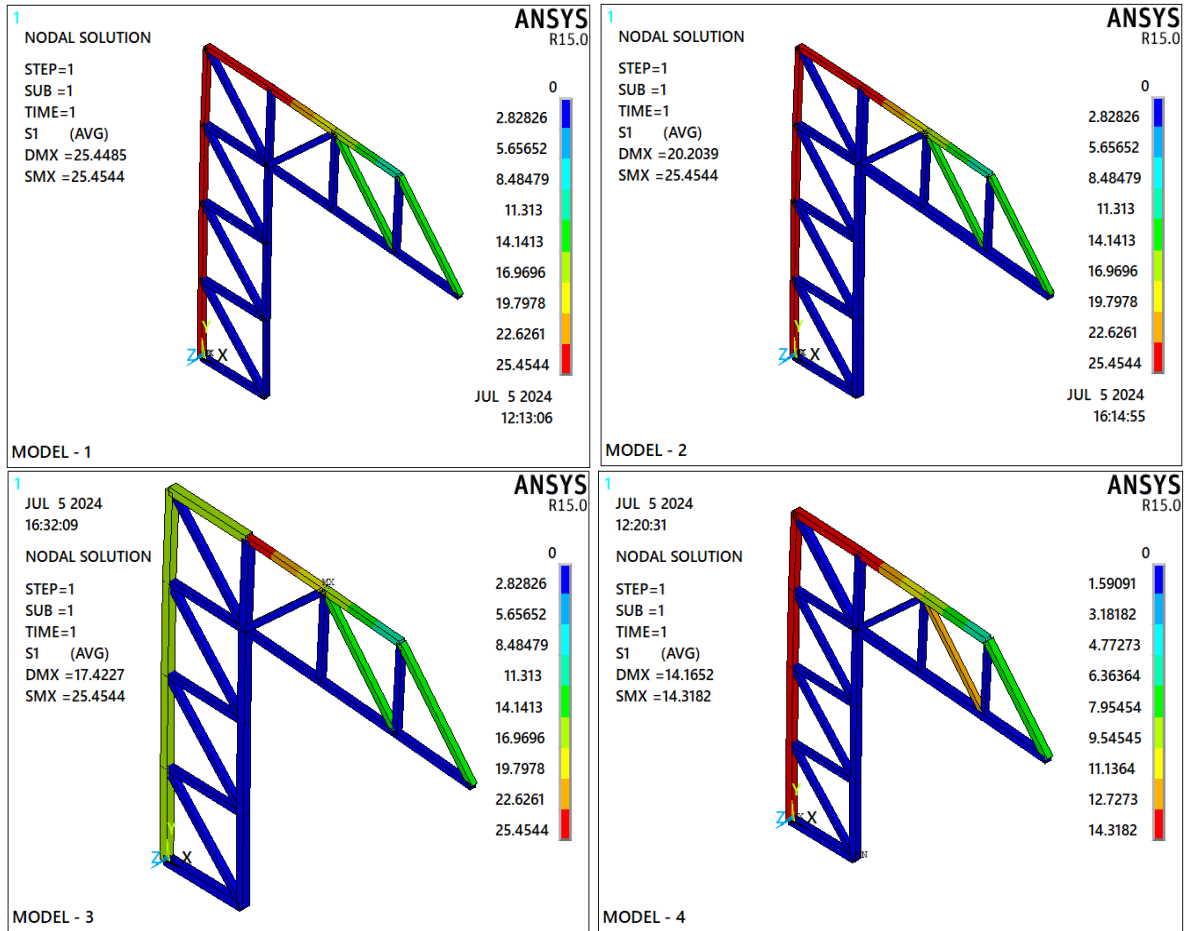 1
ANSYS
R15.0
NODAL SOLUTION
STEP=1
SUB =1
TIME=1
S1 (AVG)
DMX =25.4485
SMX =25.4544
0
2.82826
5.65652
8.48479
11.313
14.1413
16.9696
19.7978
22.6261
25.4544
Y
Z X
JUL 5 2024
12:13:06
MODEL - 1
1
ANSYS
R15.0
NODAL SOLUTION
STEP=1
SUB =1
TIME=1
S1 (AVG)
DMX =20.2039
SMX =25.4544
0
2.82826
5.65652
8.48479
11.313
14.1413
16.9696
19.7978
22.6261
25.4544
Y
Z X
JUL 5 2024
16:14:55
MODEL - 2
1
ANSYS
R15.0
JUL 5 2024
16:32:09
NODAL SOLUTION
STEP=1
SUB =1
TIME=1
S1 (AVG)
DMX =17.4227
SMX =25.4544
MX
0
2.82826
5.65652
8.48479
11.313
14.1413
16.9696
19.7978
22.6261
25.4544
Y
Z X
MODEL - 3
1
ANSYS
R15.0
JUL 5 2024
12:20:31
NODAL SOLUTION
STEP=1
SUB =1
TIME=1
S1 (AVG)
DMX =14.1652
SMX =14.3182
0
1.59091
3.18182
4.77273
6.36364
7.95454
9.54545
11.1364
12.7273
14.3182
Y
Z X
MN
MODEL - 4